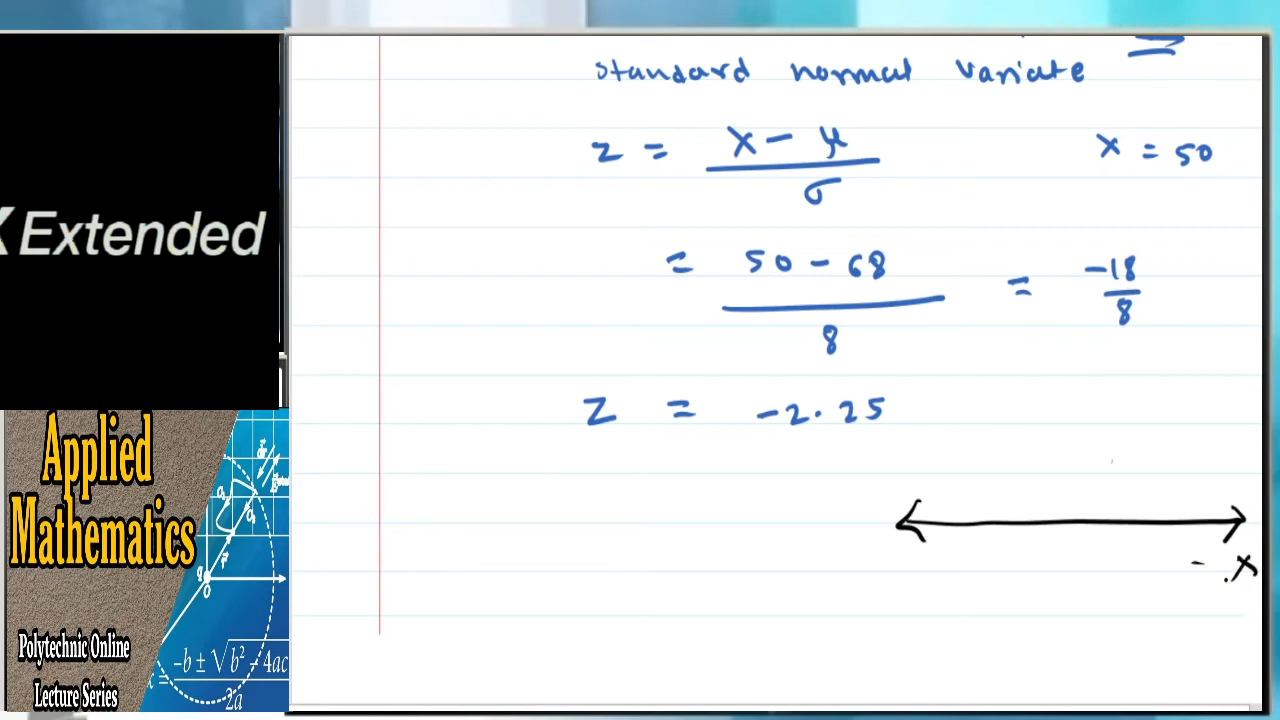 standard normal variate
z = x - μ / σ
x = 50
= 50 - 68 / 8 = -18 / 8
z = -2.25
- .x
Extended
Applied
Mathematics
Polytechnic Online
Lecture Series
-b ± √b² - 4ac
2a